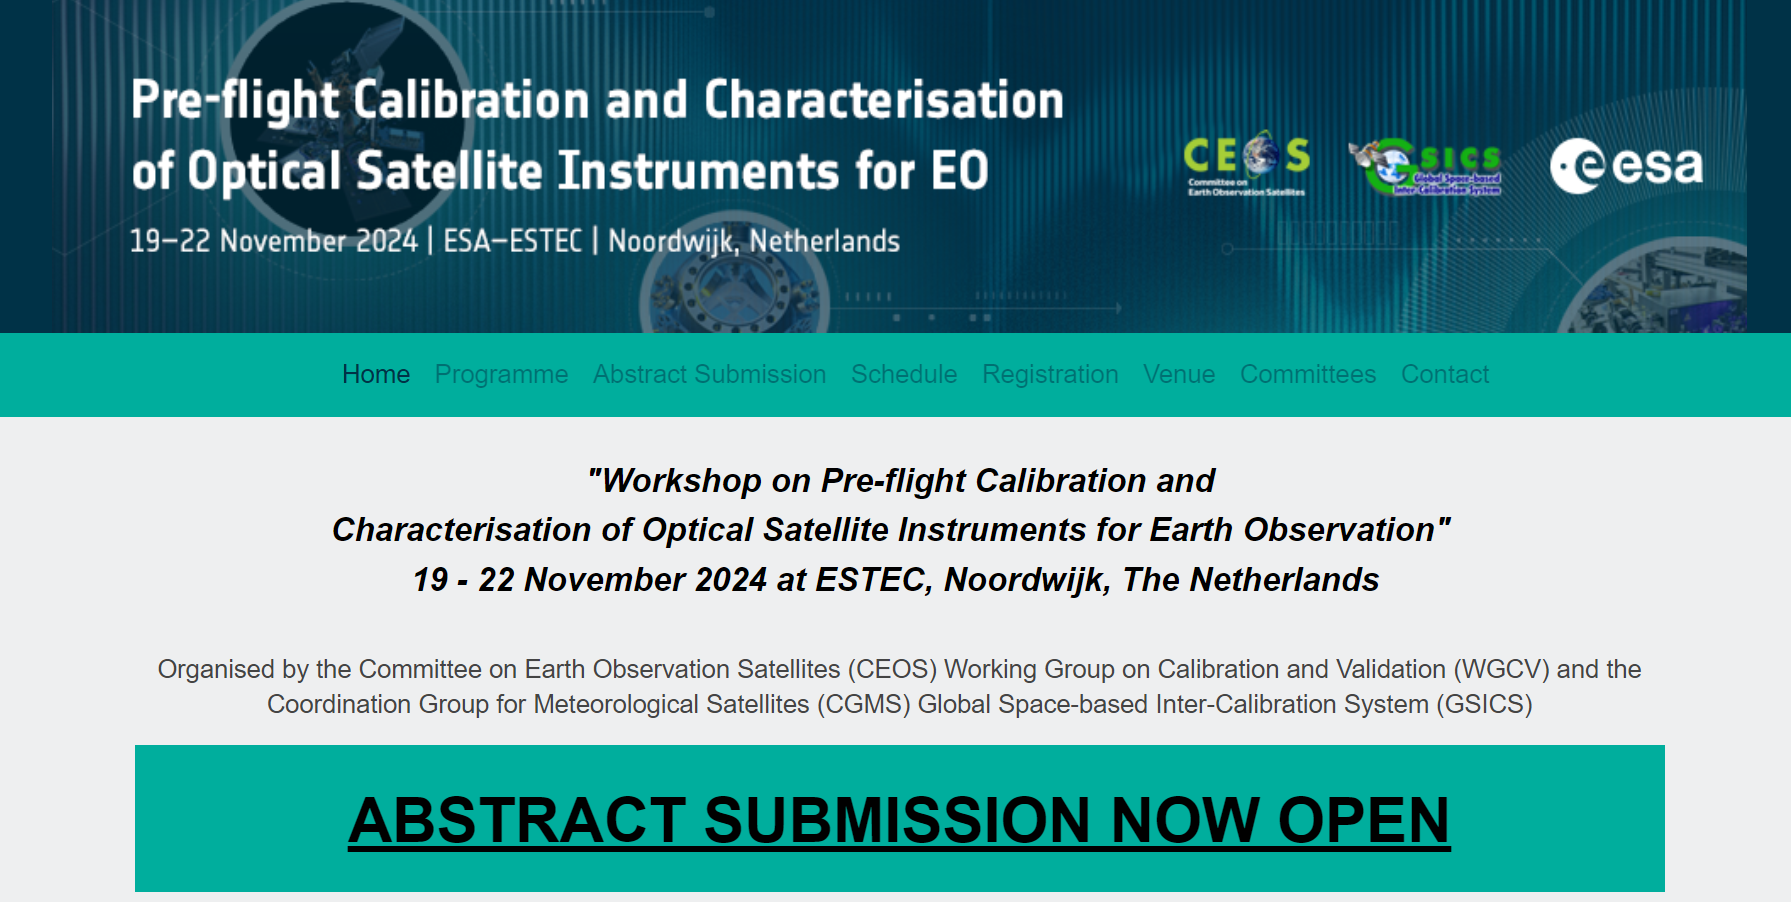 Pre-flight Calibration and Characterisation
of Optical Satellite Instruments for EO
19–22 November 2024 | ESA–ESTEC | Noordwijk, Netherlands
CEOS
Committee on
Earth Observation Satellites
GSICS
Global Space-based
Inter-Calibration System
esa
Home Programme Abstract Submission Schedule Registration Venue Committees Contact
"Workshop on Pre-flight Calibration and
Characterisation of Optical Satellite Instruments for Earth Observation"
19 - 22 November 2024 at ESTEC, Noordwijk, The Netherlands
Organised by the Committee on Earth Observation Satellites (CEOS) Working Group on Calibration and Validation (WGCV) and the
Coordination Group for Meteorological Satellites (CGMS) Global Space-based Inter-Calibration System (GSICS)
ABSTRACT SUBMISSION NOW OPEN